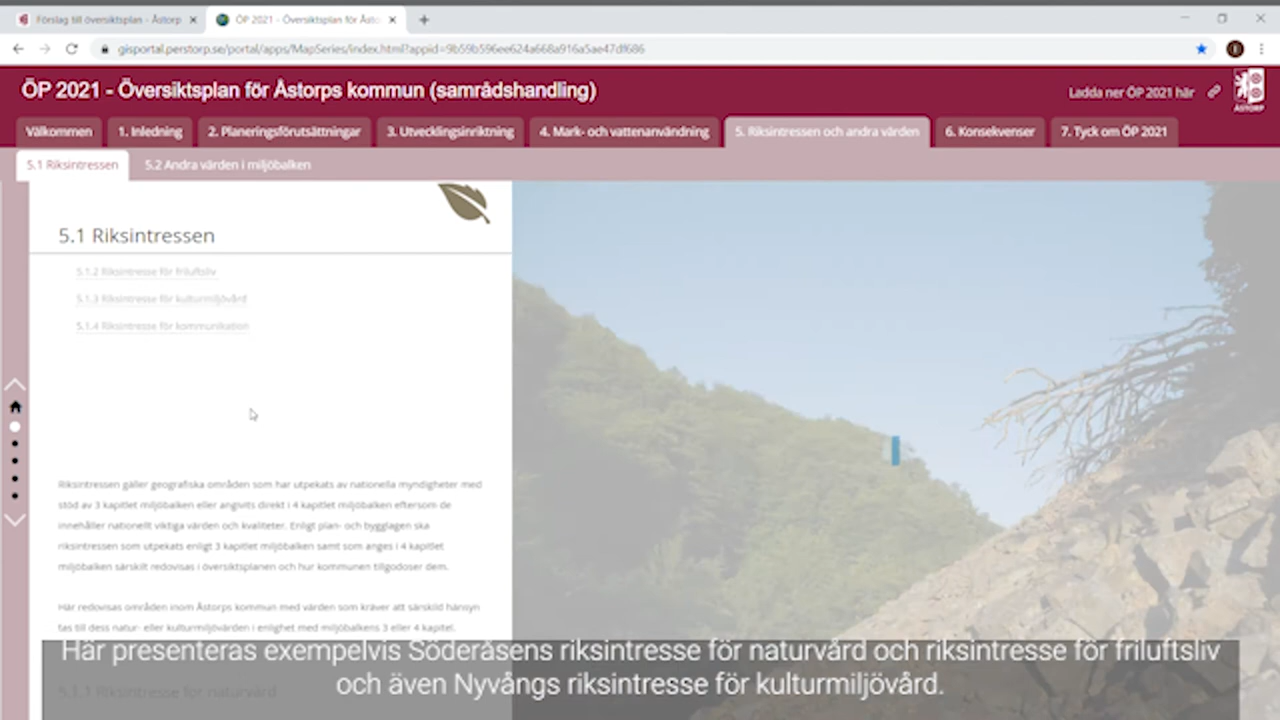 Förslag till översiktsplan - Åstorp
ÖP 2021 - Översiktsplan för Åsto
gisportal.perstorp.se/portal/apps/MapSeries/index.html?appid=9b59b596ee624a668a916a5ae47df686
ÖP 2021 - Översiktsplan för Åstorps kommun (samrådshandling)
Ladda ner ÖP 2021 här
ÅSTORP
Välkommen
1. Inledning
2. Planeringsförutsättningar
3. Utvecklingsinriktning
4. Mark- och vattenanvändning
5. Riksintressen och andra värden
6. Konsekvenser
7. Tyck om ÖP 2021
5.1 Riksintressen
5.2 Andra värden i miljöbalken
5.1 Riksintressen
5.1.2 Riksintresse för friluftsliv
5.1.3 Riksintresse för kulturmiljövård
5.1.4 Riksintresse för kommunikation
Riksintressen gäller geografiska områden som har utpekats av nationella myndigheter med
stöd av 3 kapitlet miljöbalken eller angivits direkt i 4 kapitlet miljöbalken eftersom de
innehåller nationellt viktiga värden och kvaliteter. Enligt plan- och bygglagen ska
riksintressen som utpekats enligt 3 kapitlet miljöbalken samt som anges i 4 kapitlet
miljöbalken särskilt redovisas i översiktsplanen och hur kommunen tillgodoser dem.
Här redovisas områden inom Åstorps kommun med värden som kräver att särskild hänsyn
tas till dess natur- eller kulturmiljövärden i enlighet med miljöbalkens 3 eller 4 kapitel.
5.1.1 Riksintresse för naturvård
Här presenteras exempelvis Söderåsens riksintresse för naturvård och riksintresse för friluftsliv
och även Nyvångs riksintresse för kulturmiljövård.